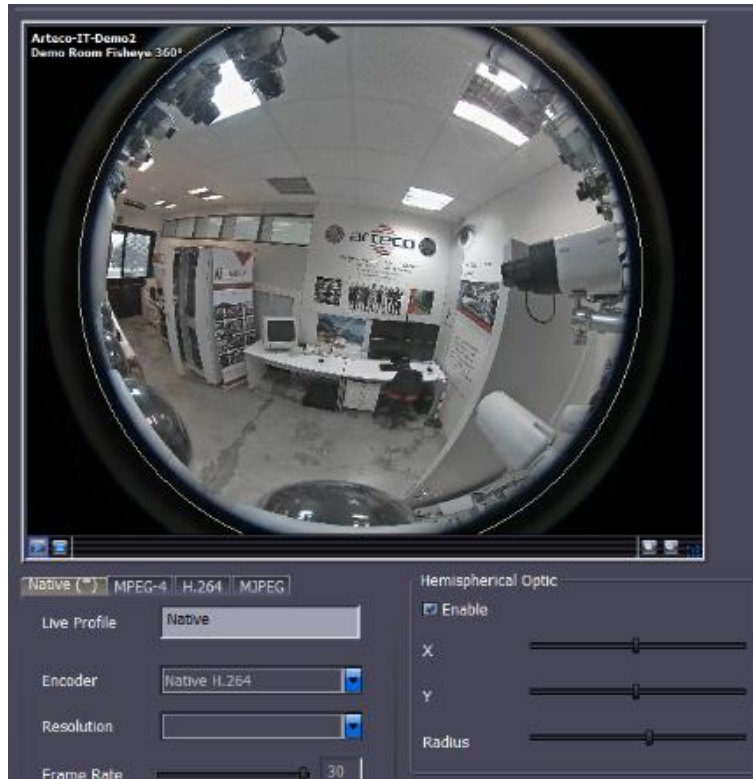 Arteco-IT-Demo2
Demo Room Fisheye 360°
arteco
Native (*) MPEG-4 H.264 MJPEG
Live Profile Native
Encoder Native H.264
Resolution
Frame Rate 30
Hemispherical Optic
Enable
X
Y
Radius